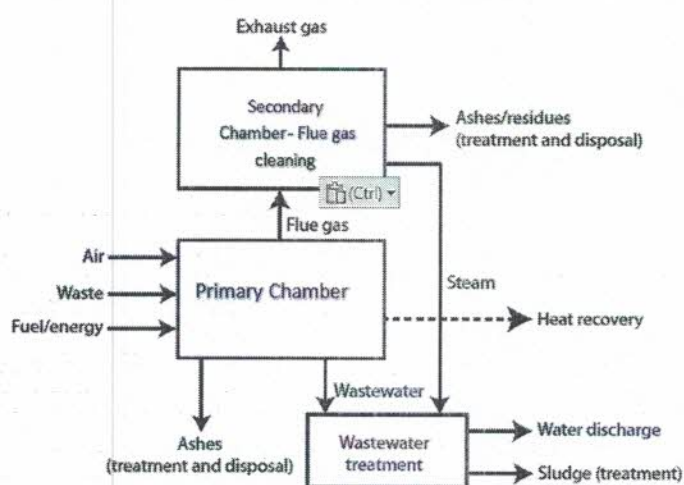 Exhaust gas
Secondary
Chamber- Flue gas
cleaning
Ashes/residues
(treatment and disposal)
(Ctrl)
Flue gas
Air
Waste
Fuel/energy
Primary Chamber
Steam
Heat recovery
Wastewater
Ashes
(treatment and disposal)
Wastewater
treatment
Water discharge
Sludge (treatment)